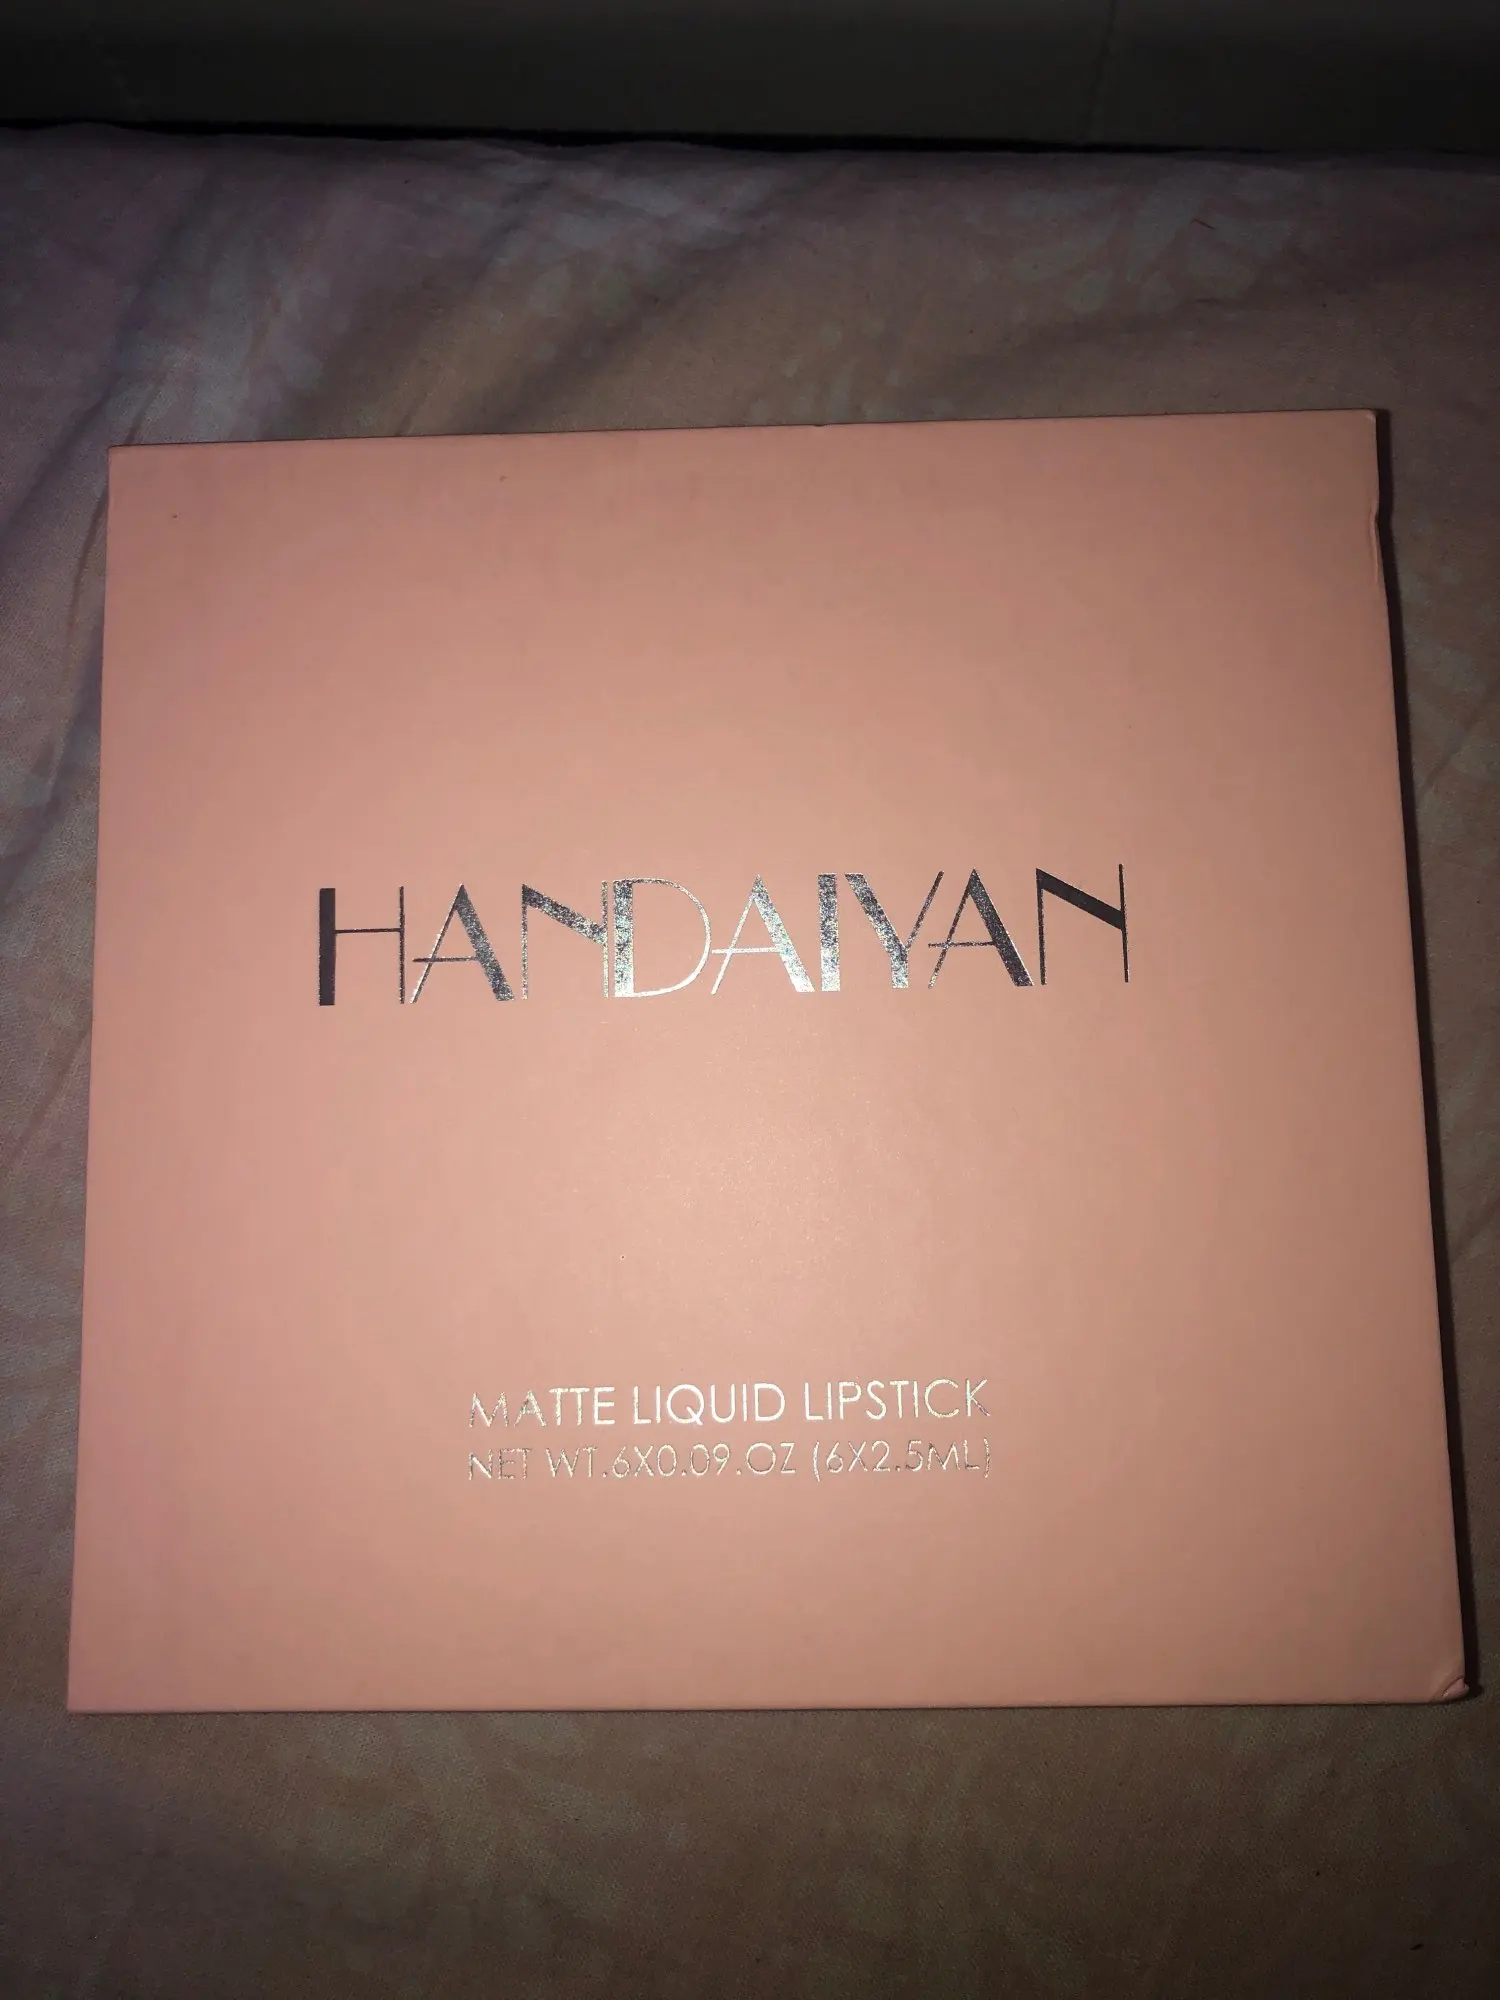 HANDAIYAN
MATTE LIQUID LIPSTICK
NET WT.6X0.09.OZ (6X2.5ML)